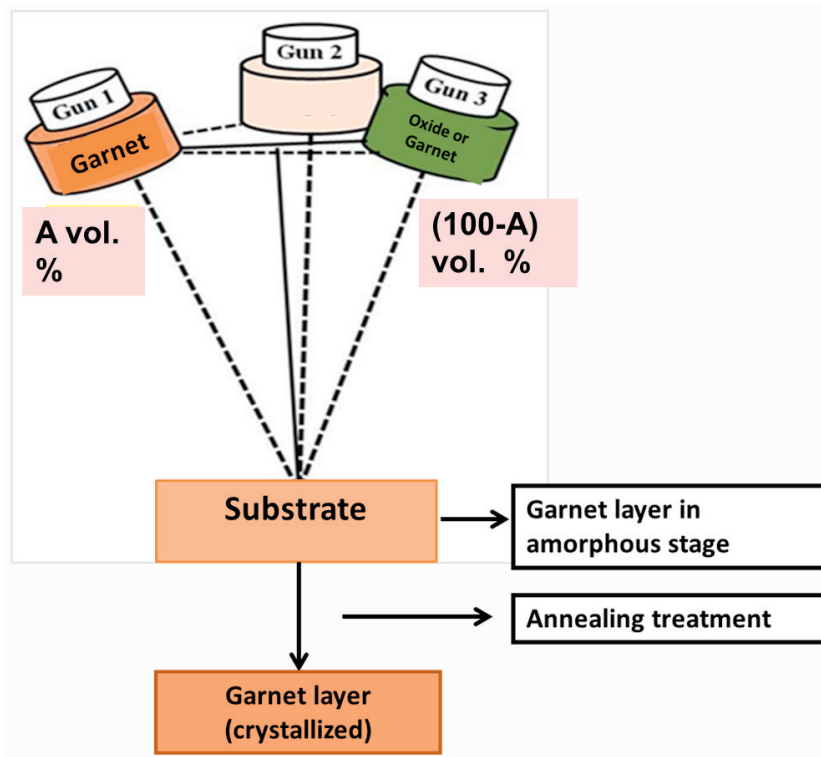 Gun 1
Gun 2
Gun 3
Garnet
Oxide or
Garnet
A vol.
%
(100-A)
vol. %
Substrate
Garnet layer in
amorphous stage
Annealing treatment
Garnet layer
(crystallized)